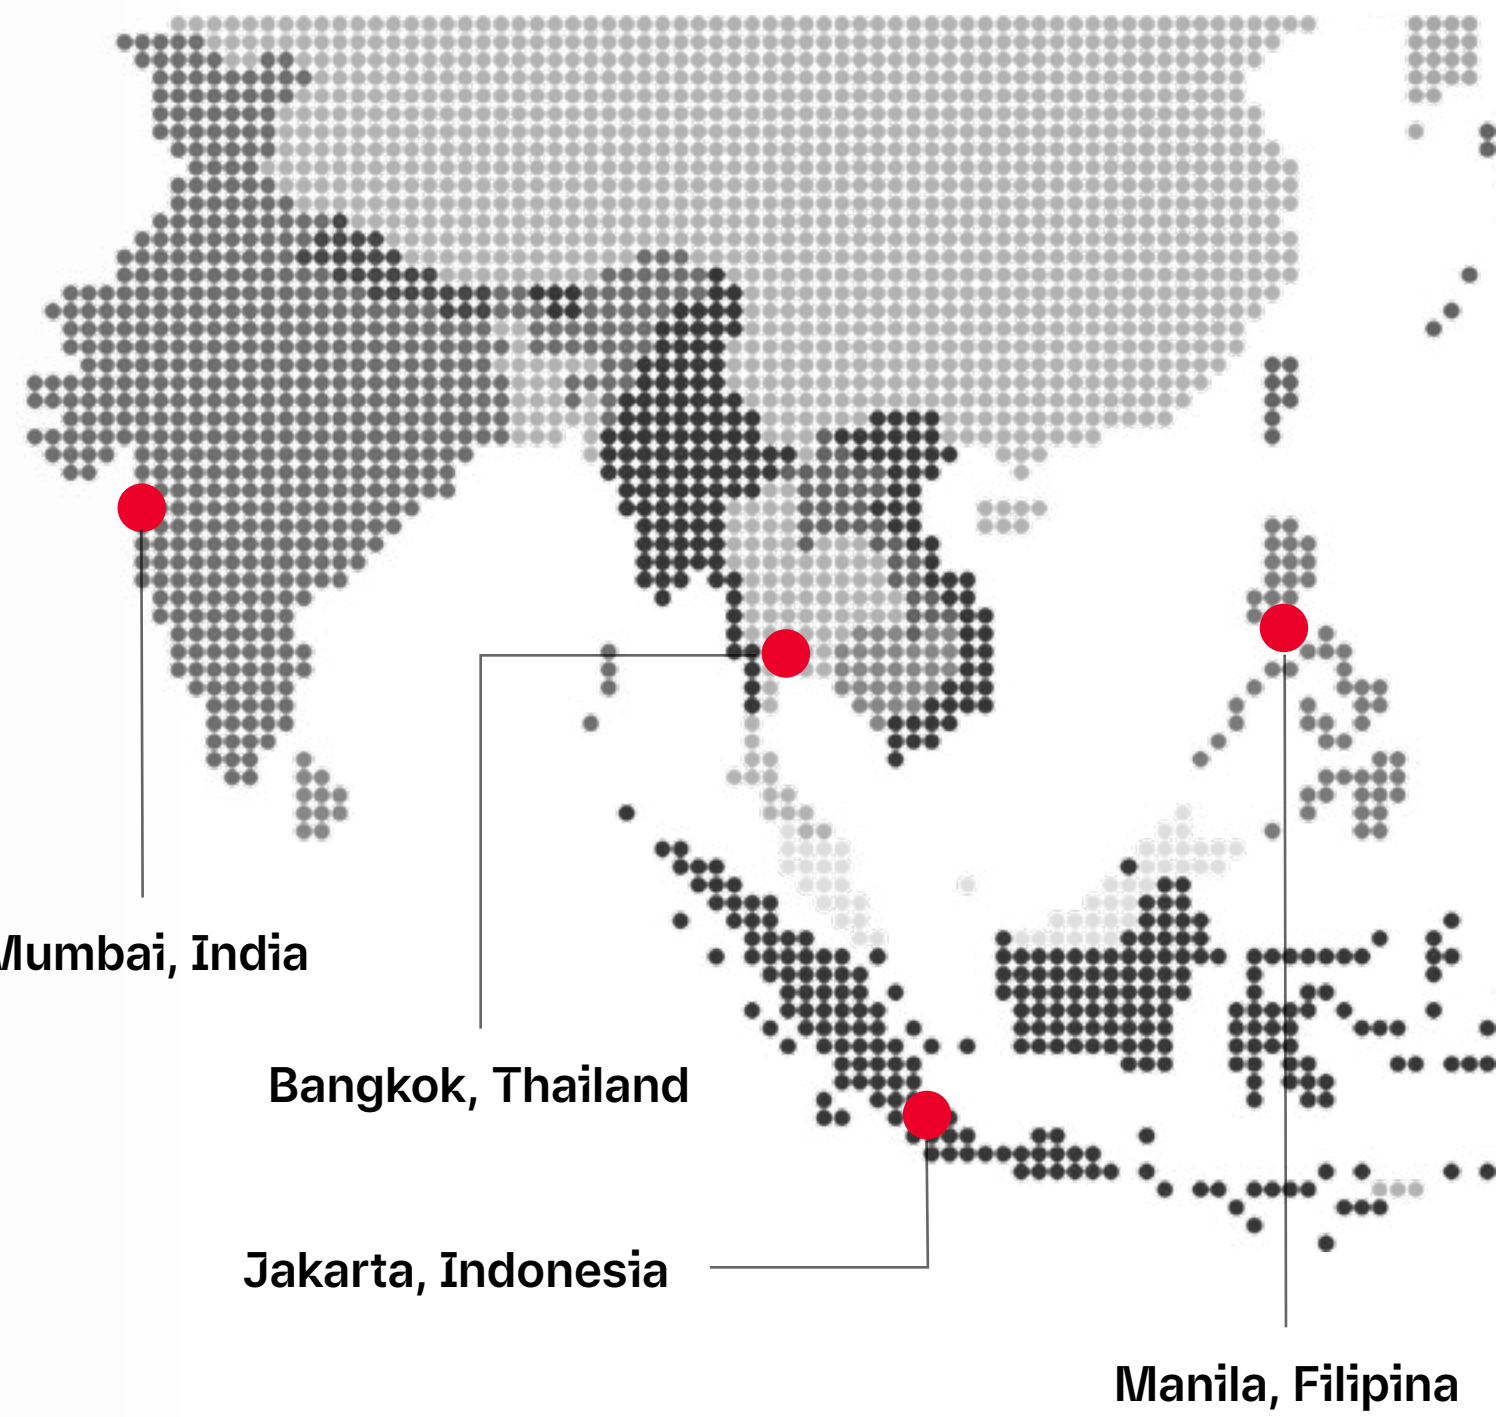 Mumbai, India
Bangkok, Thailand
Jakarta, Indonesia
Manila, Filipina